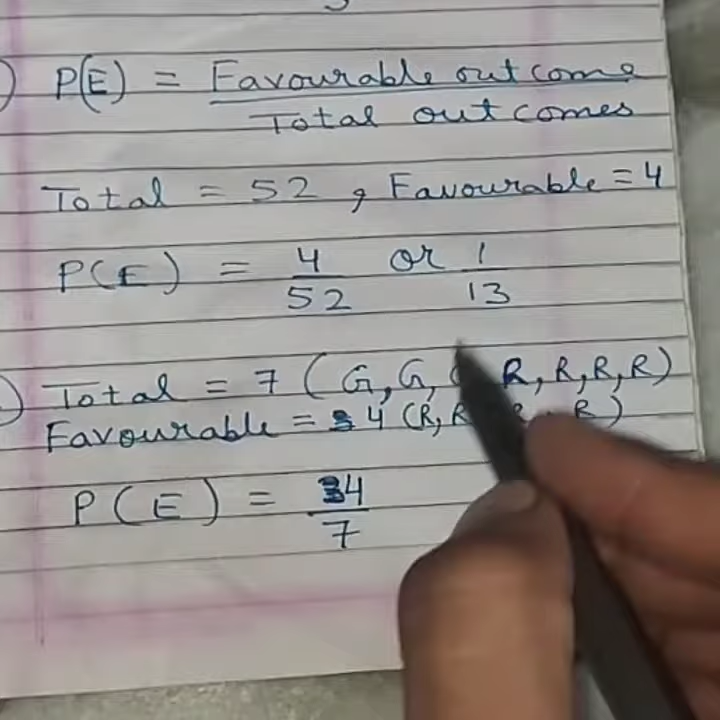 P(E) = Favourable outcome
Total outcomes
Total = 52 , Favourable = 4
P(E) = 4/52 or 1/13
Total = 7 (G, G, R, R, R, R)
Favourable = 4 (R, R, R)
P(E) = 4/7